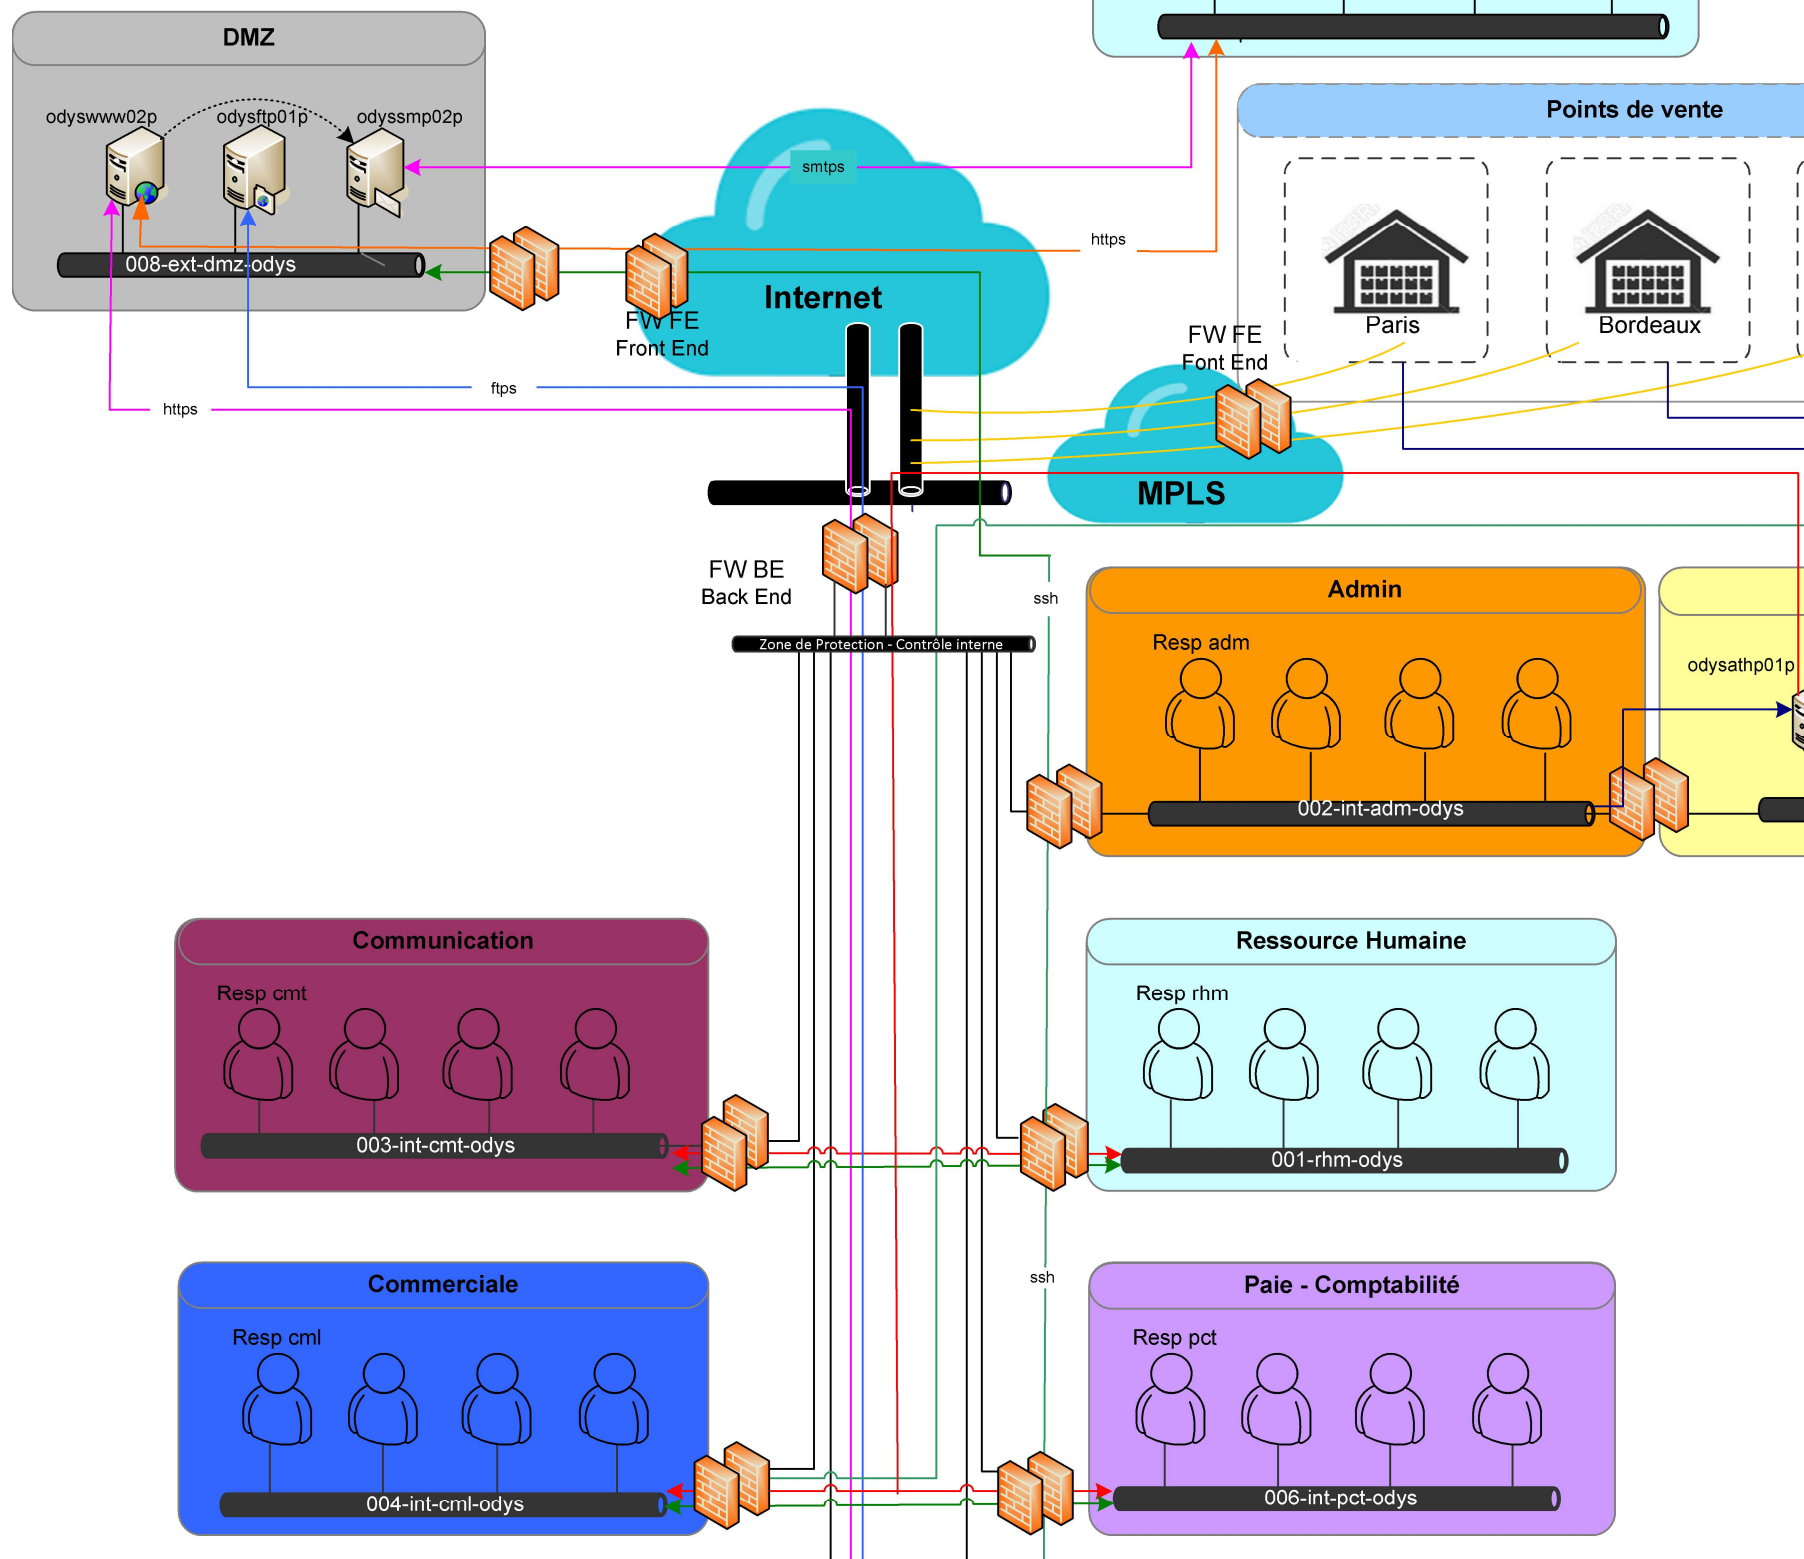 DMZ
odyswww02p
odysftp01p
odyssmp02p
008-ext-dmz-odys
smtps
https
Internet
FW FE
Front End
ftps
https
Points de vente
Paris
Bordeaux
FW FE
Font End
MPLS
FW BE
Back End
Zone de Protection - Contrôle interne
ssh
Admin
Resp adm
002-int-adm-odys
odysathp01p
Communication
Resp cmt
003-int-cmt-odys
Ressource Humaine
Resp rhm
001-rhm-odys
Commerciale
Resp cml
004-int-cml-odys
ssh
Paie - Comptabilité
Resp pct
006-int-pct-odys